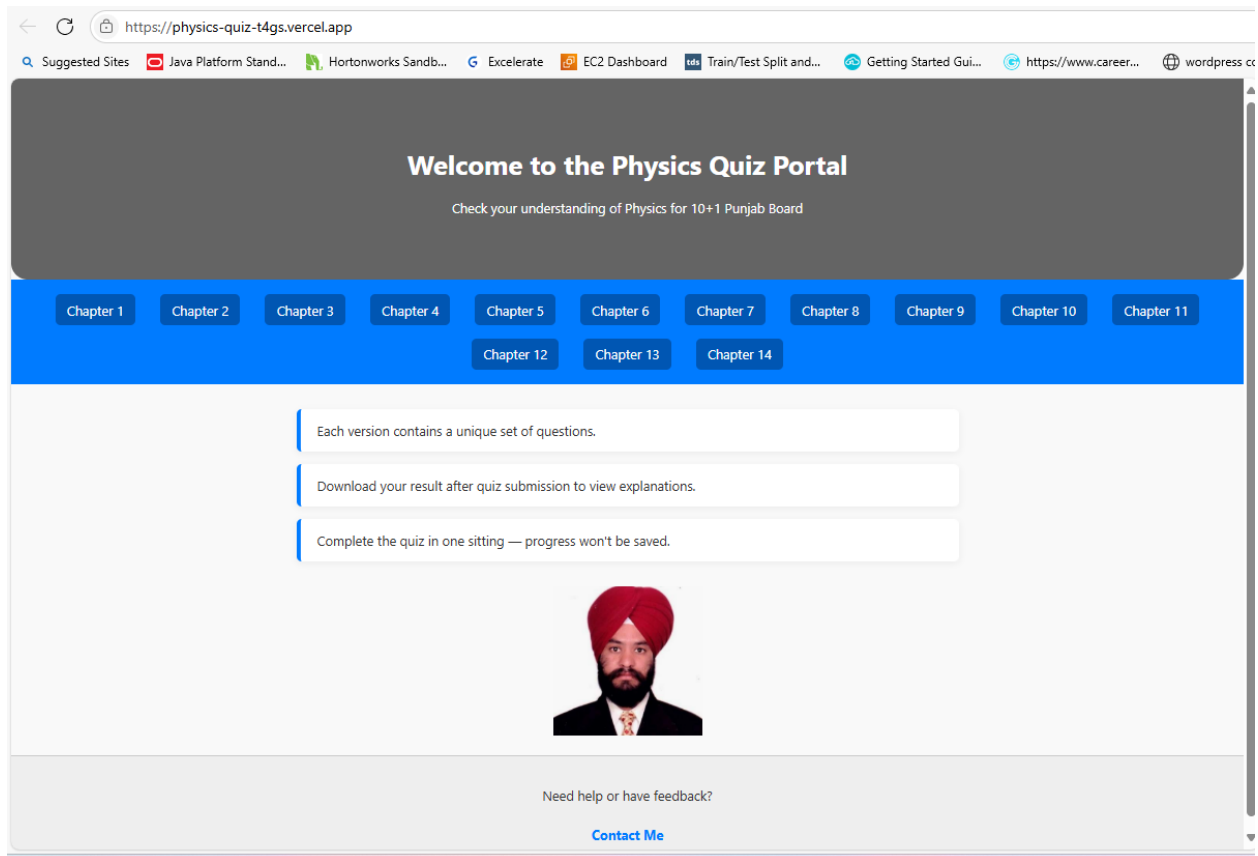 https://physics-quiz-t4gs.vercel.app
Suggested Sites Java Platform Stand... Hortonworks Sandb... G Excelerate EC2 Dashboard tds Train/Test Split and... Getting Started Gui... https://www.career... wordpress co
Welcome to the Physics Quiz Portal
Check your understanding of Physics for 10+1 Punjab Board
Chapter 1 Chapter 2 Chapter 3 Chapter 4 Chapter 5 Chapter 6 Chapter 7 Chapter 8 Chapter 9 Chapter 10 Chapter 11
Chapter 12 Chapter 13 Chapter 14
Each version contains a unique set of questions.
Download your result after quiz submission to view explanations.
Complete the quiz in one sitting — progress won't be saved.
Need help or have feedback?
Contact Me